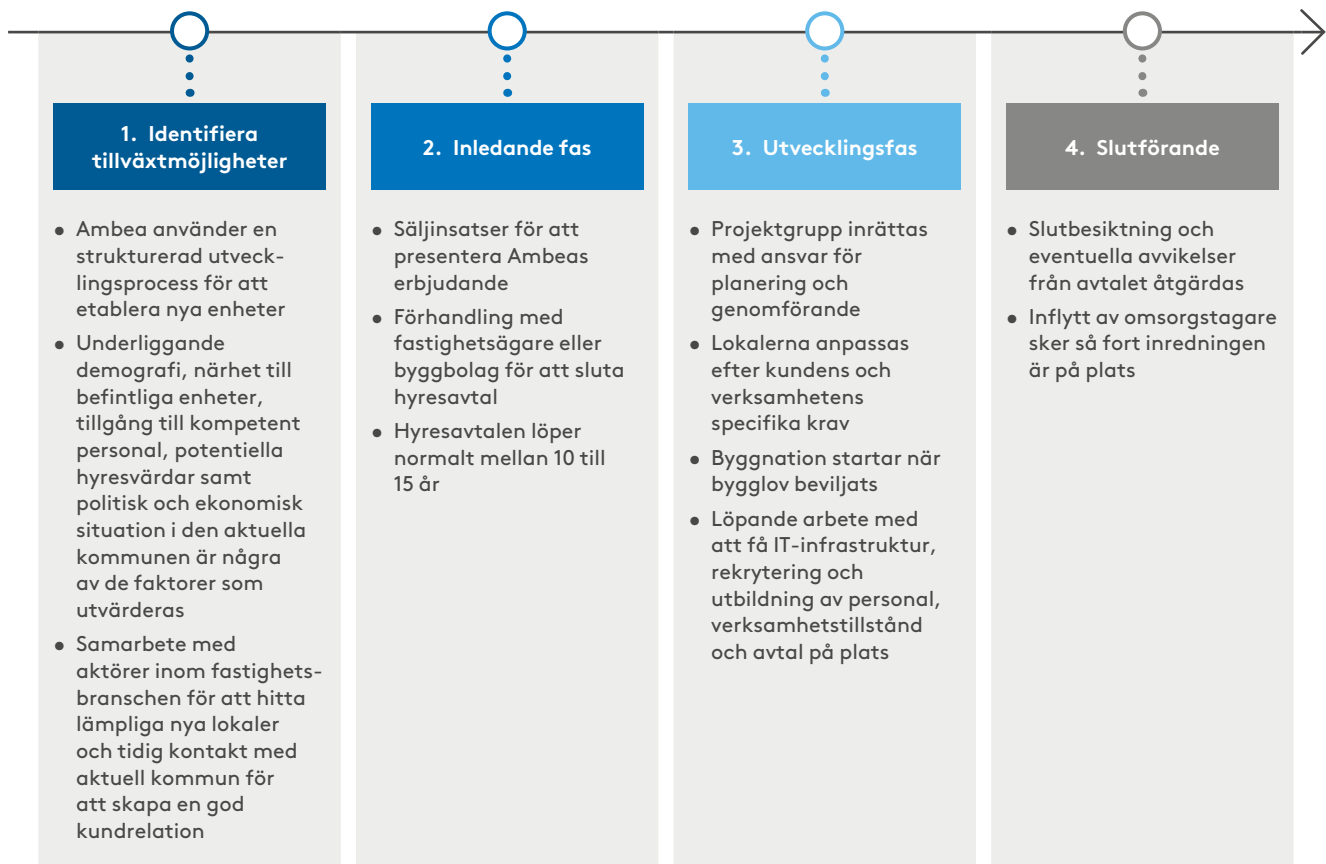 1. Identifiera
tillväxtmöjligheter
• Ambea använder en
strukturerad utveck-
lingsprocess för att
etablera nya enheter
• Underliggande
demografi, närhet till
befintliga enheter,
tillgång till kompetent
personal, potentiella
hyresvärdar samt
politisk och ekonomisk
situation i den aktuella
kommunen är några
av de faktorer som
utvärderas
• Samarbete med
aktörer inom fastighets-
branschen för att hitta
lämpliga nya lokaler
och tidig kontakt med
aktuell kommun för
att skapa en god
kundrelation
2. Inledande fas
• Säljinsatser för att
presentera Ambeas
erbjudande
• Förhandling med
fastighetsägare eller
byggbolag för att sluta
hyresavtal
• Hyresavtalen löper
normalt mellan 10 till
15 år
3. Utvecklingsfas
• Projektgrupp inrättas
med ansvar för
planering och
genomförande
• Lokalerna anpassas
efter kundens och
verksamhetens
specifika krav
• Byggnation startar när
bygglov beviljats
• Löpande arbete med
att få IT-infrastruktur,
rekrytering och
utbildning av personal,
verksamhetstillstånd
och avtal på plats
4. Slutförande
• Slutbesiktning och
eventuella avvikelser
från avtalet åtgärdas
• Inflytt av omsorgstagare
sker så fort inredningen
är på plats